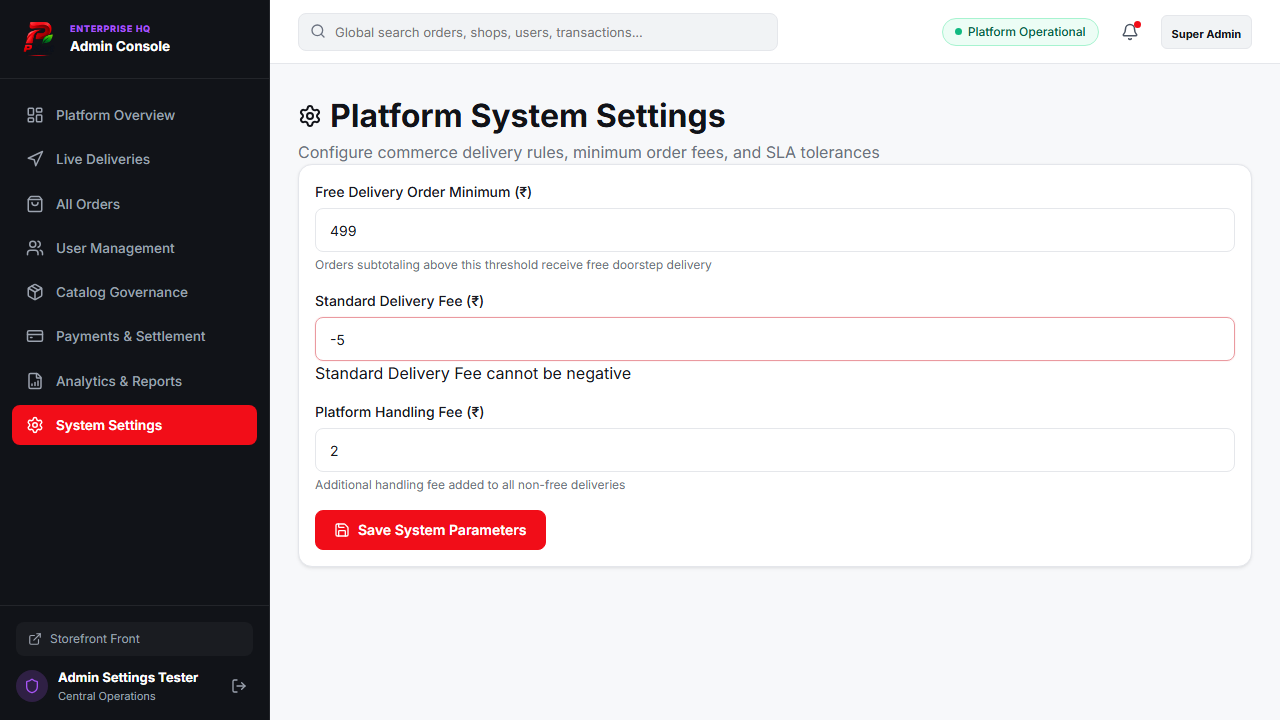 ENTERPRISE HQ
Admin Console
Platform Overview
Live Deliveries
All Orders
User Management
Catalog Governance
Payments & Settlement
Analytics & Reports
System Settings
Storefront Front
Admin Settings Tester
Central Operations
Global search orders, shops, users, transactions...
Platform Operational
Super Admin
Platform System Settings
Configure commerce delivery rules, minimum order fees, and SLA tolerances
Free Delivery Order Minimum (₹)
499
Orders subtotaling above this threshold receive free doorstep delivery
Standard Delivery Fee (₹)
-5
Standard Delivery Fee cannot be negative
Platform Handling Fee (₹)
2
Additional handling fee added to all non-free deliveries
Save System Parameters